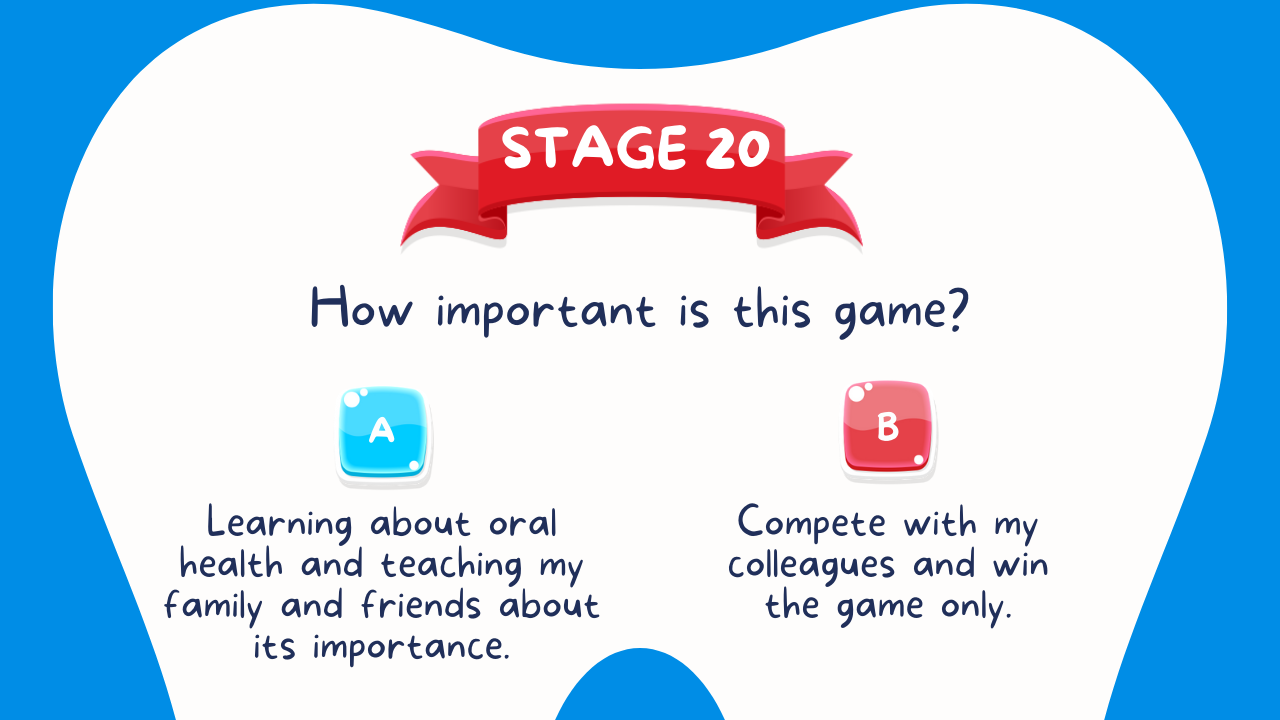 STAGE 20
How important is this game?
A
Learning about oral
health and teaching my
family and friends about
its importance.
B
Compete with my
colleagues and win
the game only.